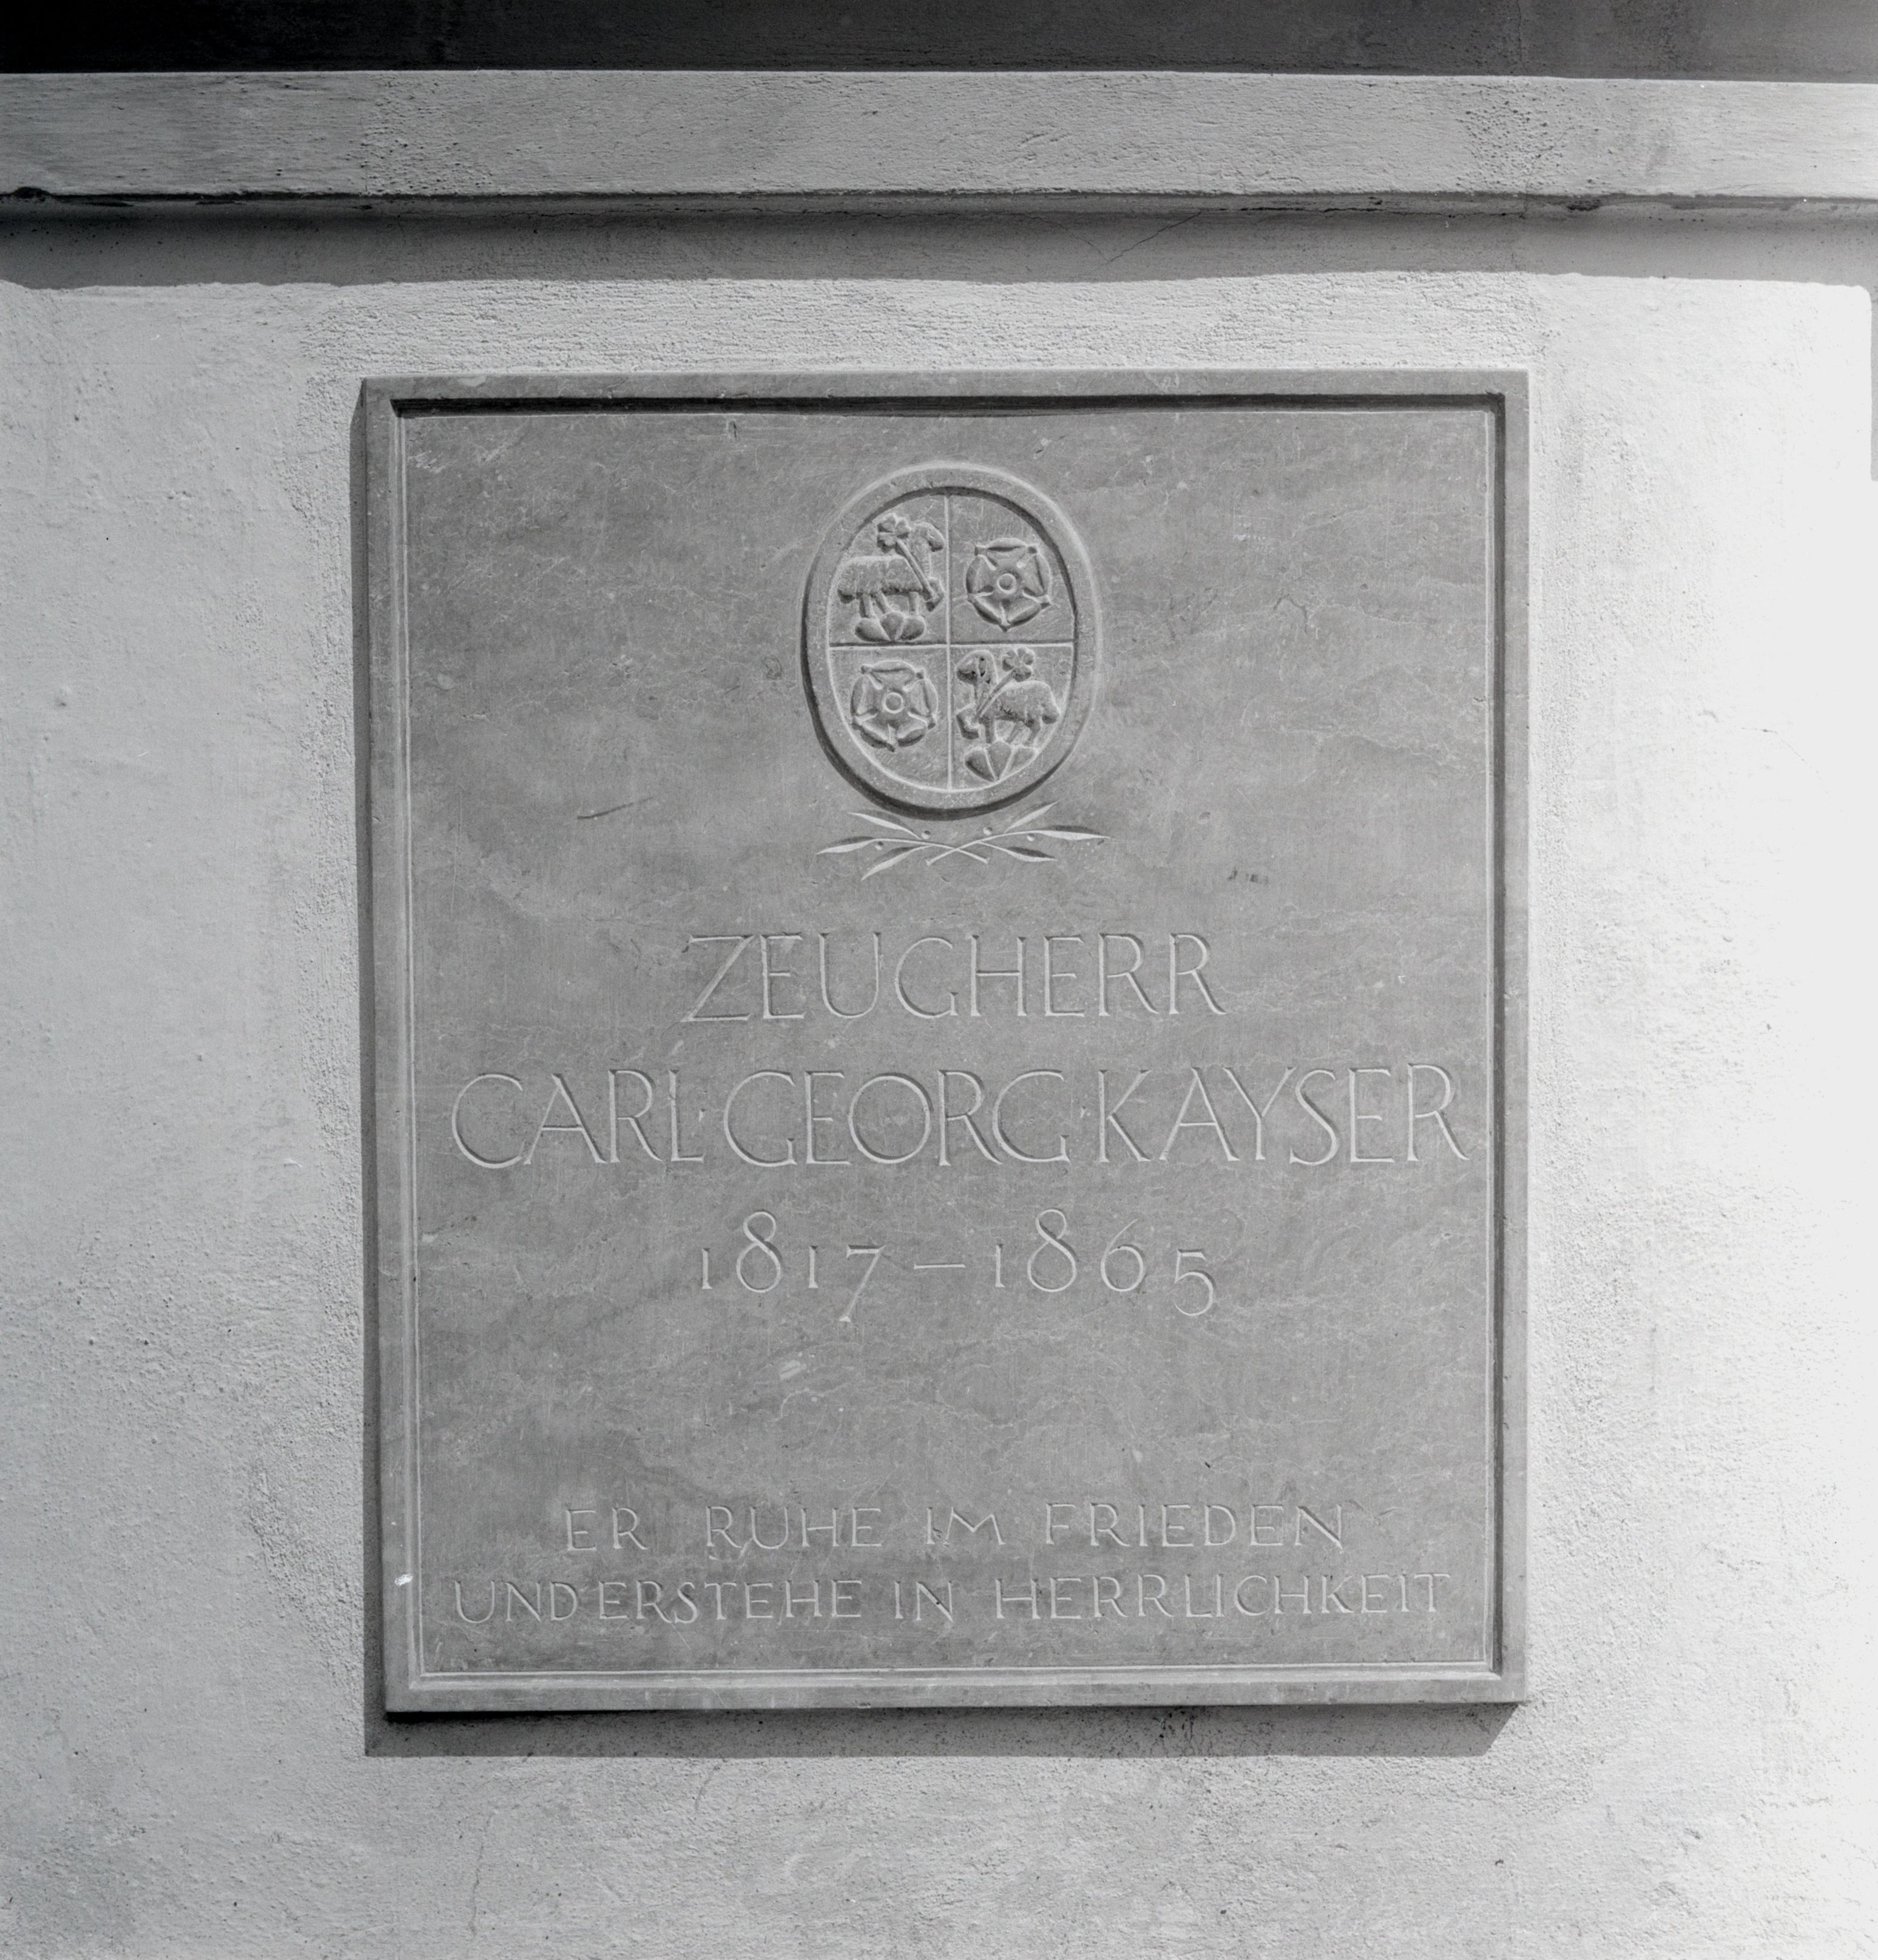 ZEUGHERR
CARL·GEORG·KAYSER
1817–1865
ER RUHE IM FRIEDEN
UND ERSTEHE IN HERRLICHKEIT